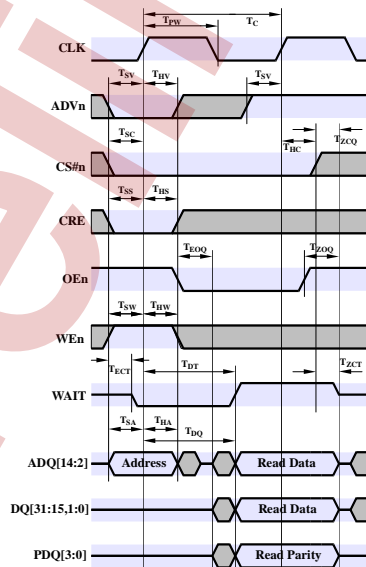 TPW TC
CLK
TSV THV TSV
ADVn
TSC THC TZCQ
CS#n
TSS THS
CRE
TEOQ TZOQ
OEn
TSW THW
WEn
TECT TDT TZCT
WAIT
TSA THA
TDQ
ADQ[14:2] Address Read Data
DQ[31:15,1:0] Read Data
PDQ[3:0] Read Parity